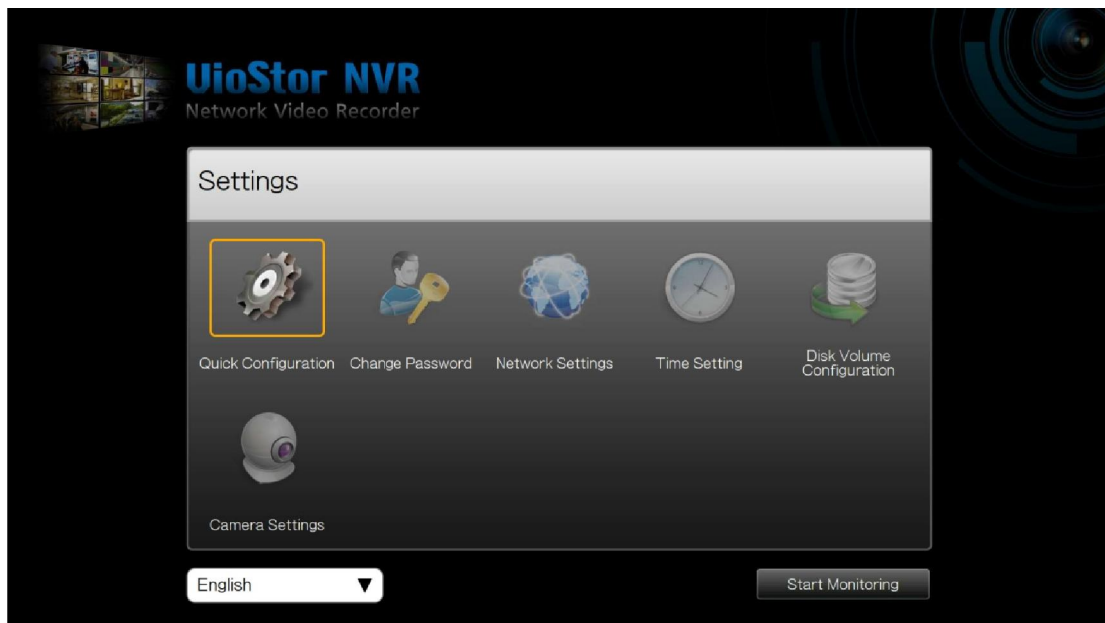 VioStor NVR
Network Video Recorder
Settings
Quick Configuration
Change Password
Network Settings
Time Setting
Disk Volume
Configuration
Camera Settings
English
Start Monitoring